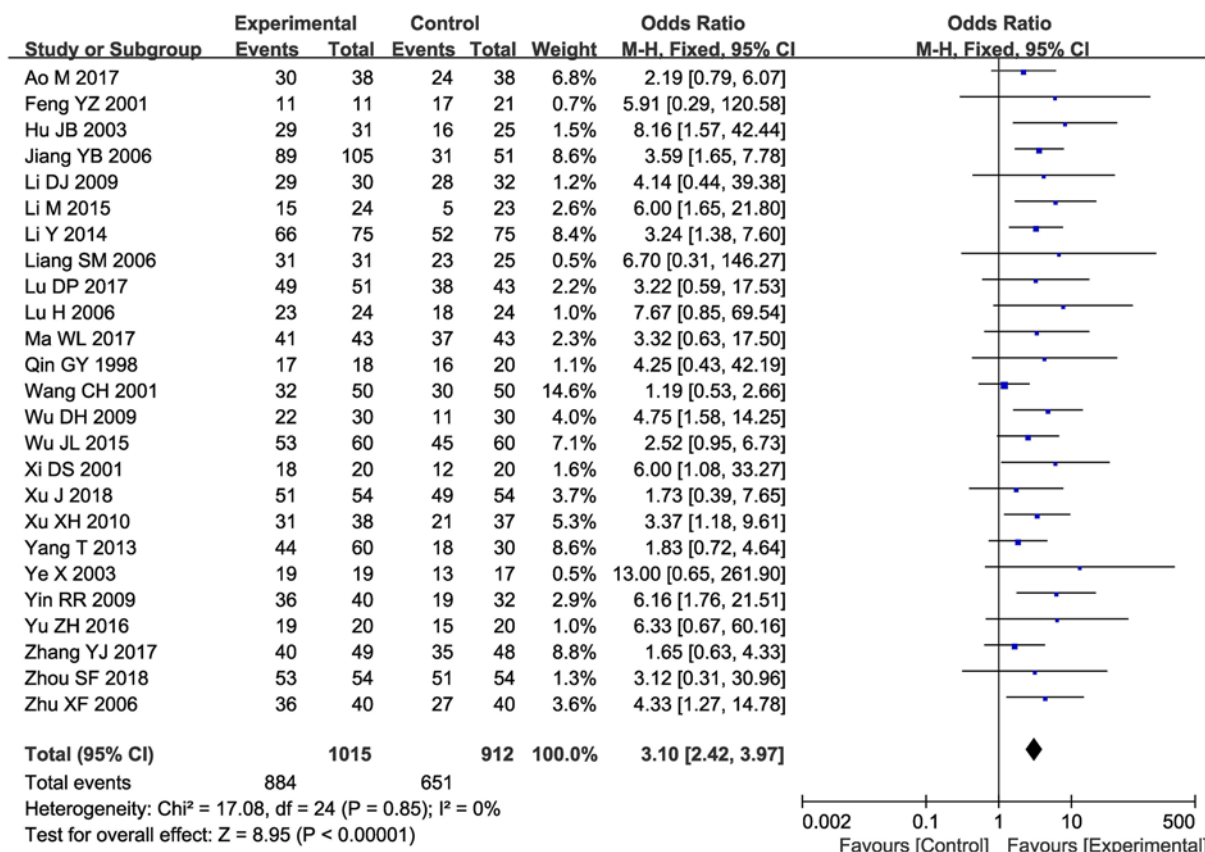 Experimental Control Odds Ratio Odds Ratio
Study or Subgroup Events Total Events Total Weight M-H, Fixed, 95% CI M-H, Fixed, 95% CI
Ao M 2017 30 38 24 38 6.8% 2.19 [0.79, 6.07]
Feng YZ 2001 11 11 17 21 0.7% 5.91 [0.29, 120.58]
Hu JB 2003 29 31 16 25 1.5% 8.16 [1.57, 42.44]
Jiang YB 2006 89 105 31 51 8.6% 3.59 [1.65, 7.78]
Li DJ 2009 29 30 28 32 1.2% 4.14 [0.44, 39.38]
Li M 2015 15 24 5 23 2.6% 6.00 [1.65, 21.80]
Li Y 2014 66 75 52 75 8.4% 3.24 [1.38, 7.60]
Liang SM 2006 31 31 23 25 0.5% 6.70 [0.31, 146.27]
Lu DP 2017 49 51 38 43 2.2% 3.22 [0.59, 17.53]
Lu H 2006 23 24 18 24 1.0% 7.67 [0.85, 69.54]
Ma WL 2017 41 43 37 43 2.3% 3.32 [0.63, 17.50]
Qin GY 1998 17 18 16 20 1.1% 4.25 [0.43, 42.19]
Wang CH 2001 32 50 30 50 14.6% 1.19 [0.53, 2.66]
Wu DH 2009 22 30 11 30 4.0% 4.75 [1.58, 14.25]
Wu JL 2015 53 60 45 60 7.1% 2.52 [0.95, 6.73]
Xi DS 2001 18 20 12 20 1.6% 6.00 [1.08, 33.27]
Xu J 2018 51 54 49 54 3.7% 1.73 [0.39, 7.65]
Xu XH 2010 31 38 21 37 5.3% 3.37 [1.18, 9.61]
Yang T 2013 44 60 18 30 8.6% 1.83 [0.72, 4.64]
Ye X 2003 19 19 13 17 0.5% 13.00 [0.65, 261.90]
Yin RR 2009 36 40 19 32 2.9% 6.16 [1.76, 21.51]
Yu ZH 2016 19 20 15 20 1.0% 6.33 [0.67, 60.16]
Zhang YJ 2017 40 49 35 48 8.8% 1.65 [0.63, 4.33]
Zhou SF 2018 53 54 51 54 1.3% 3.12 [0.31, 30.96]
Zhu XF 2006 36 40 27 40 3.6% 4.33 [1.27, 14.78]
Total (95% CI) 1015 912 100.0% 3.10 [2.42, 3.97]
Total events 884 651
Heterogeneity: Chi² = 17.08, df = 24 (P = 0.85); I² = 0%
Test for overall effect: Z = 8.95 (P < 0.00001)
0.002 0.1 1 10 500
Favours [Control] Favours [Experimental]